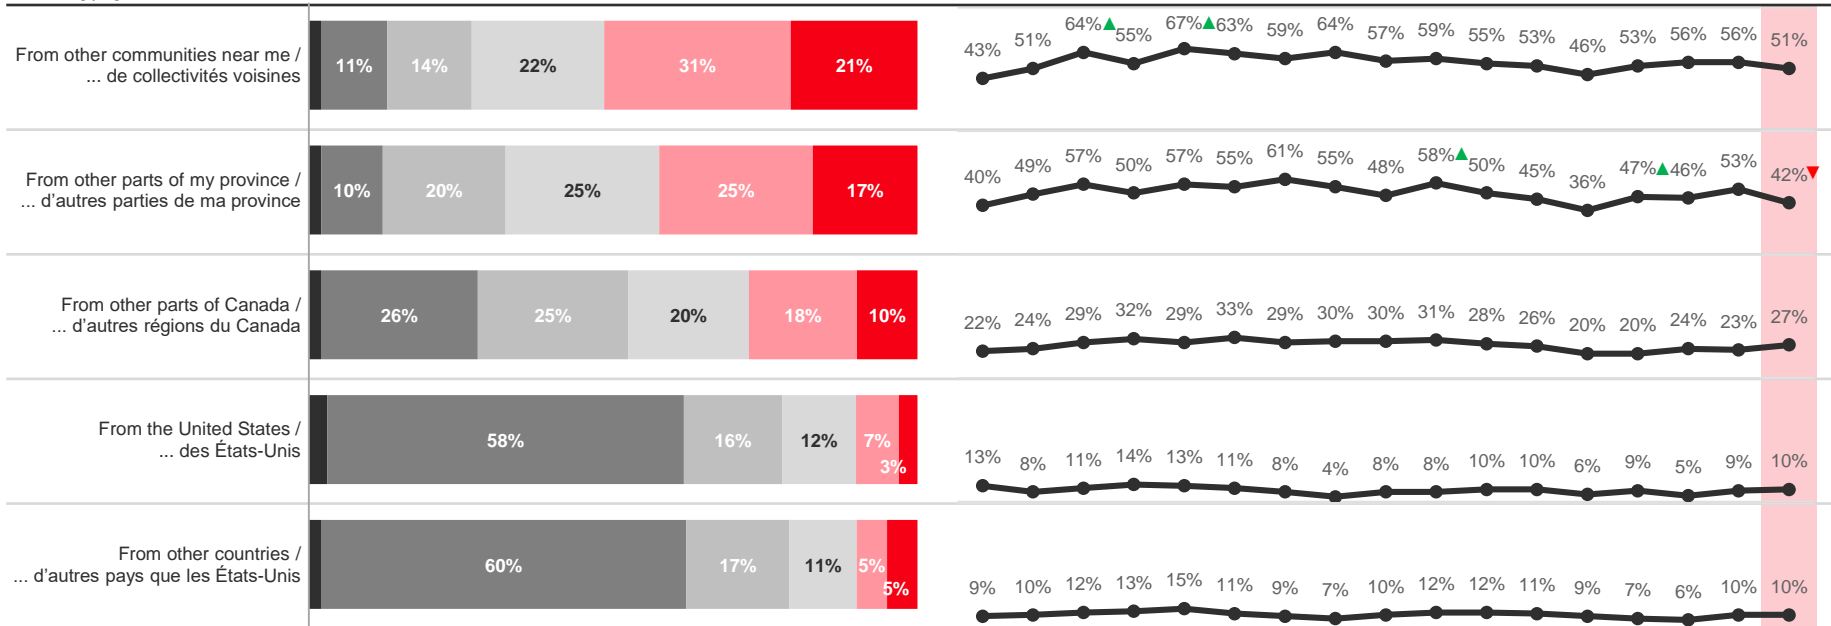 From other communities near me /
... de collectivités voisines
11% 14% 22% 31% 21%
43% 51% 64% 55% 67% 63% 59% 64% 57% 59% 55% 53% 46% 53% 56% 56% 51%
From other parts of my province /
... d'autres parties de ma province
10% 20% 25% 25% 17%
40% 49% 57% 50% 57% 55% 61% 55% 48% 58% 50% 45% 36% 47% 46% 53% 42%
From other parts of Canada /
... d'autres régions du Canada
26% 25% 20% 18% 10%
22% 24% 29% 32% 29% 33% 29% 30% 30% 31% 28% 26% 20% 20% 24% 23% 27%
From the United States /
... des États-Unis
58% 16% 12% 7% 3%
13% 8% 11% 14% 13% 11% 8% 4% 8% 8% 10% 10% 6% 9% 5% 9% 10%
From other countries /
... d'autres pays que les États-Unis
60% 17% 11% 5% 5%
9% 10% 12% 13% 15% 11% 9% 7% 10% 12% 12% 11% 9% 7% 6% 10% 10%